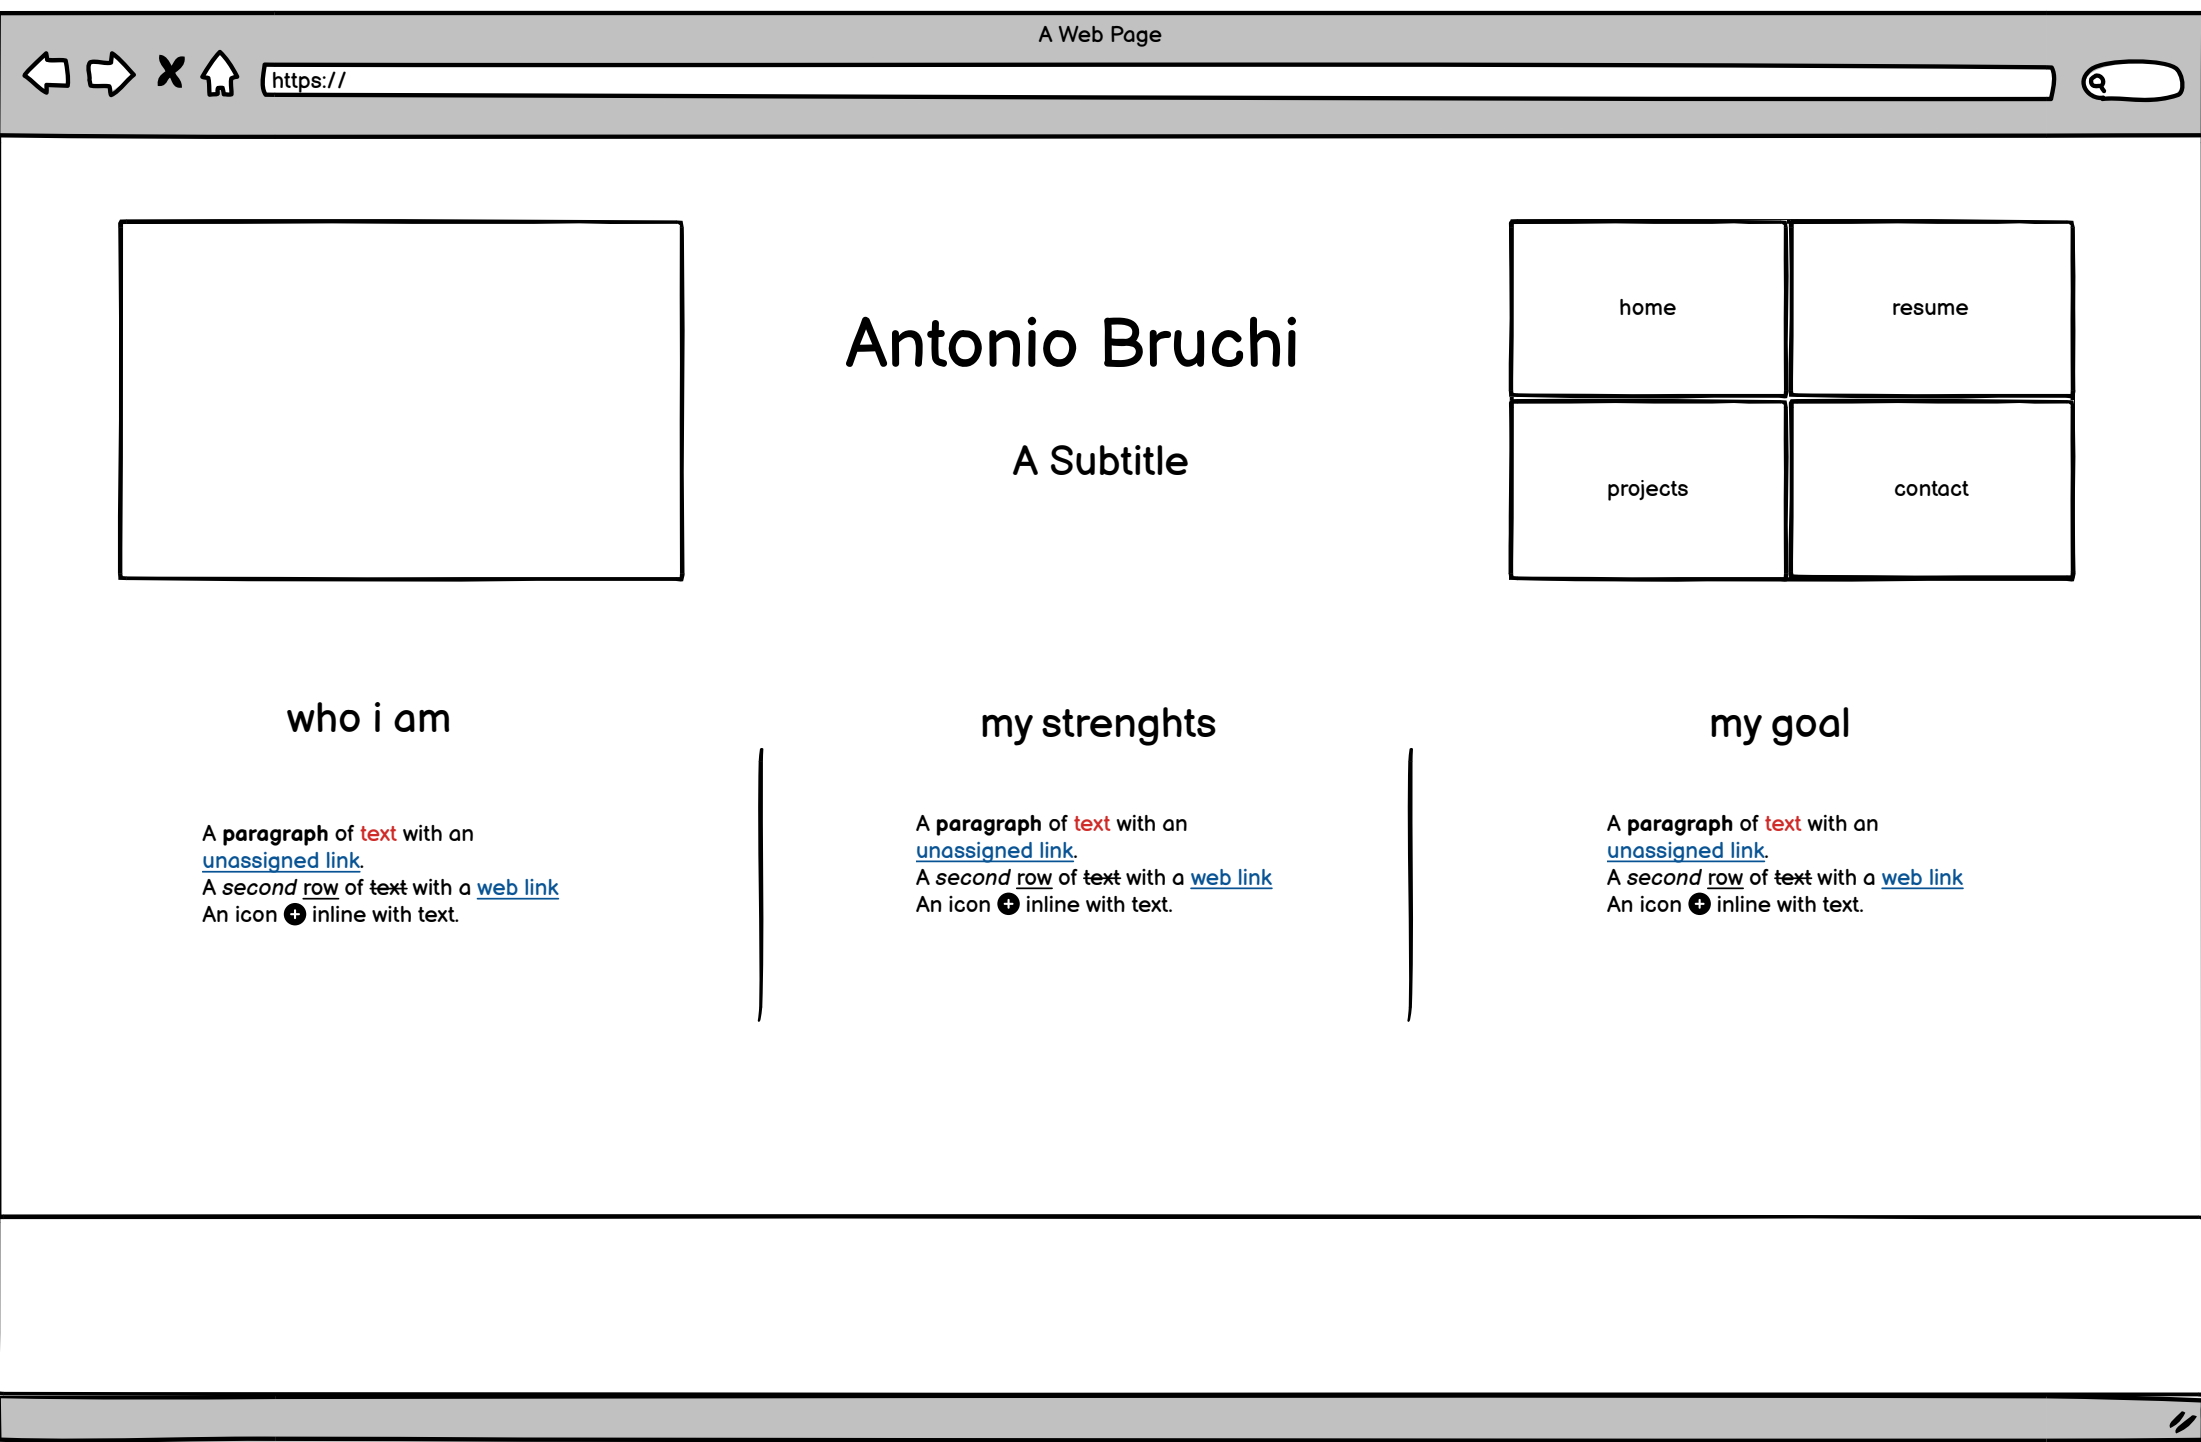 A Web Page
https://
home
resume
Antonio Bruchi
A Subtitle
projects
contact
who i am
my strenghts
my goal
A paragraph of text with an
unassigned link.
A second row of text with a web link
An icon inline with text.
A paragraph of text with an
unassigned link.
A second row of text with a web link
An icon inline with text.
A paragraph of text with an
unassigned link.
A second row of text with a web link
An icon inline with text.